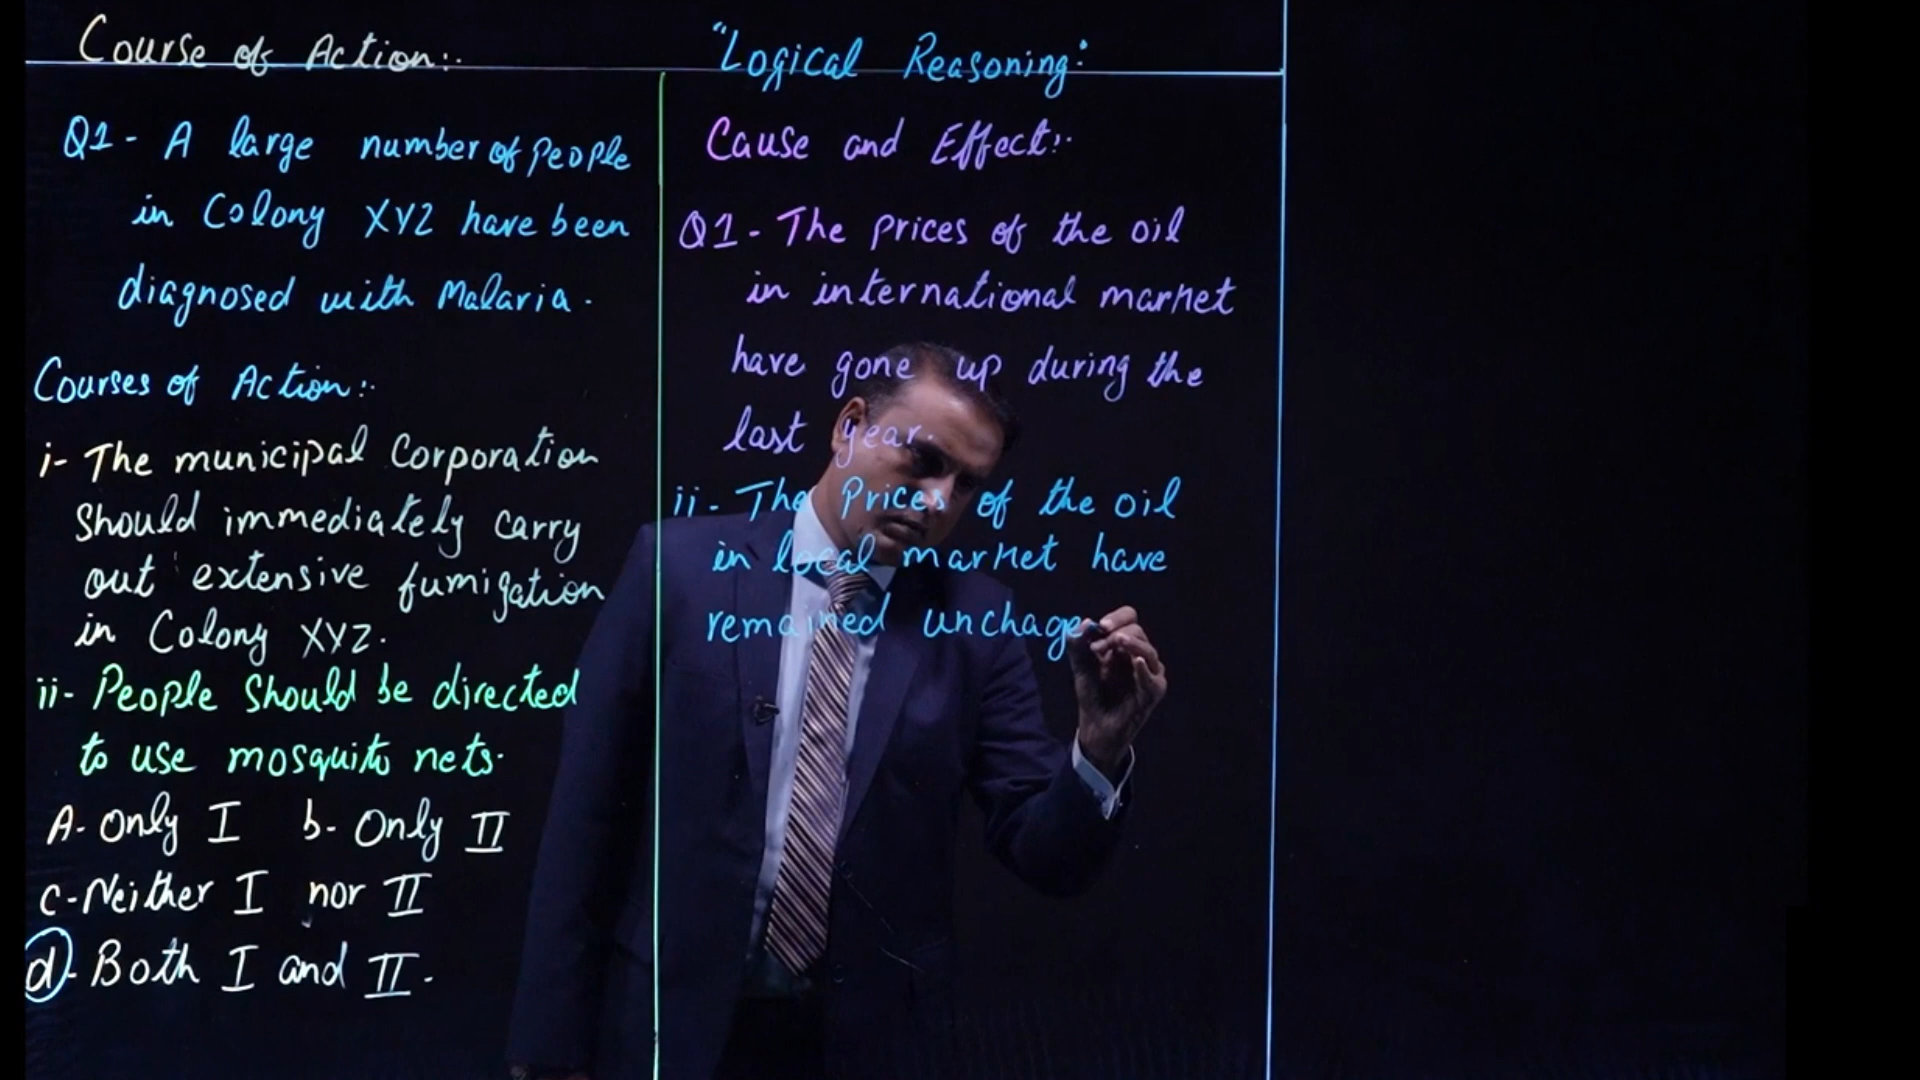 Course of Action:-
Q1- A large number of people
in Colony XYZ have been
diagnosed with Malaria.
Courses of Action:-
i- The municipal Corporation
Should immediately carry
out extensive fumigation
in Colony XYZ.
ii- People should be directed
to use mosquito nets.
A- Only I b- Only II
c- Neither I nor II
d- Both I and II.
"Logical Reasoning:
Cause and Effect:-
Q1- The prices of the oil
in international market
have gone up during the
last year.
ii- The Prices of the oil
in local market have
remained unchage